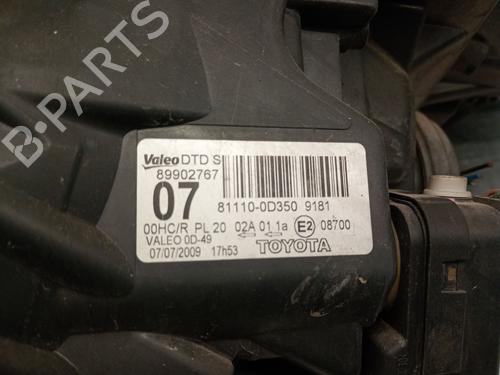 Valeo DTD S
89902767
07
81110-0D350 9181
00HC/R PL 20 02A 01 1a E2 08700
VALEO 0D-49
07/07/2009 17h53
TOYOTA
B-PARTS